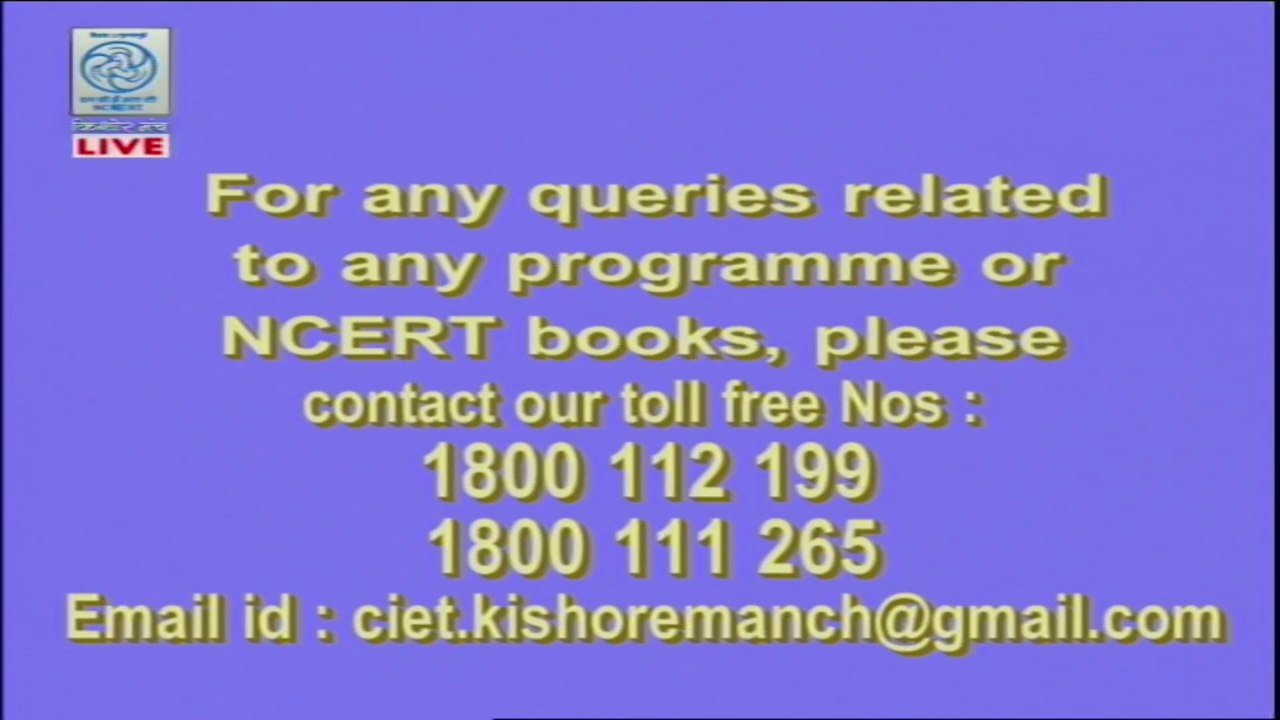 NCERT
किशोर मंच
LIVE
For any queries related
to any programme or
NCERT books, please
contact our toll free Nos :
1800 112 199
1800 111 265
Email id : ciet.kishoremanch@gmail.com